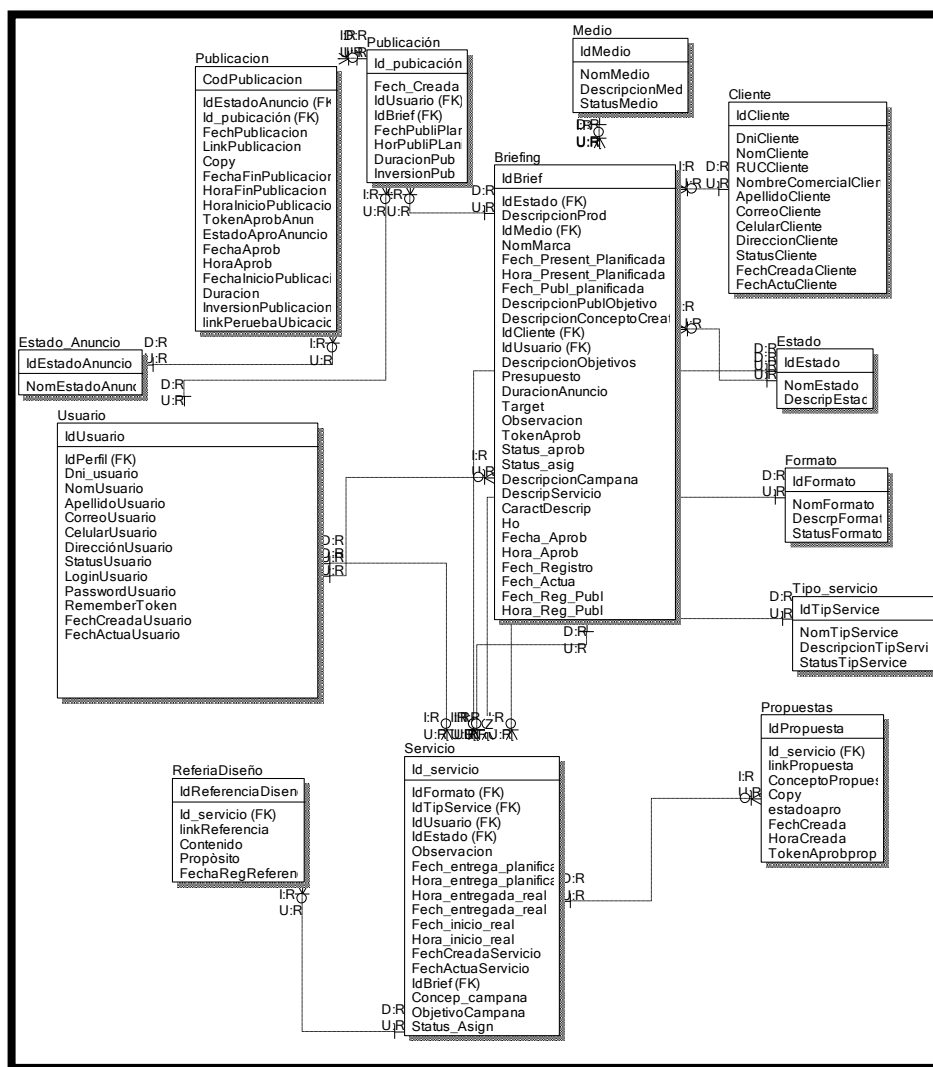 Publicacion
CodPublicacion
IdEstadoAnuncio (FK
Id_pubicación (FK)
FechPublicacion
LinkPublicacion
Copy
FechaFinPublicacion
HoraFinPublicacion
HoraInicioPublicacio
TokenAprobAnun
EstadoAproAnuncio
FechaAprob
HoraAprob
FechaInicioPublicaci
Duracion
InversionPublicacion
linkPeruebaUbicacio
Publicación
Id_pubicación
Fech_Creada
IdUsuario (FK)
IdBrief (FK)
FechPubliPlar
HorPubliPLani
DuracionPub
InversionPub
Medio
IdMedio
NomMedio
DescripcionMed
StatusMedio
Cliente
IdCliente
DniCliente
NomCliente
RUCCliente
NombreComercialClien
ApellidoCliente
CorreoCliente
CelularCliente
DireccionCliente
StatusCliente
FechCreadaCliente
FechActuCliente
Briefing
IdBrief
IdEstado (FK)
DescripcionProd
IdMedio (FK)
NomMarca
Fech_Present_Planificada
Hora_Present_Planificada
Fech_Publ_planificada
DescripcionPublObjetivo
DescripcionConceptoCreat
IdCliente (FK)
IdUsuario (FK)
DescripcionObjetivos
Presupuesto
DuracionAnuncio
Target
Observacion
TokenAprob
Status_aprob
Status_asig
DescripcionCampana
DescripServicio
CaractDescrip
Ho
Fecha_Aprob
Hora_Aprob
Fech_Registro
Fech_Actua
Fech_Reg_Publ
Hora_Reg_Publ
Estado_Anuncio
IdEstadoAnuncio
NomEstadoAnunc
Estado
IdEstado
NomEstado
DescripEstac
Usuario
IdUsuario
IdPerfil (FK)
Dni_usuario
NomUsuario
ApellidoUsuario
CorreoUsuario
CelularUsuario
DirecciónUsuario
StatusUsuario
LoginUsuario
PasswordUsuario
RememberToken
FechCreadaUsuario
FechActuaUsuario
Formato
IdFormato
NomFormato
DescrpFormat
StatusFormato
Tipo_servicio
IdTipService
NomTipService
DescripcionTipServi
StatusTipService
Propuestas
IdPropuesta
Id_servicio (FK)
linkPropuesta
ConceptoPropues
Copy
estadoapro
FechCreada
HoraCreada
TokenAprobprop
ReferiaDiseño
IdReferenciaDisen
Id_servicio (FK)
linkReferencia
Contenido
Propòsito
FechaRegReferen
Servicio
Id_servicio
IdFormato (FK)
IdTipService (FK)
IdUsuario (FK)
IdEstado (FK)
Observacion
Fech_entrega_planifica
Hora_entrega_planifica
Hora_entregada_real
Fech_entregada_real
Fech_inicio_real
Hora_inicio_real
FechCreadaServicio
FechActuaServicio
IdBrief (FK)
Concep_campana
ObjetivoCampana
Status_Asign
I:R
U:R
D:R
U:R